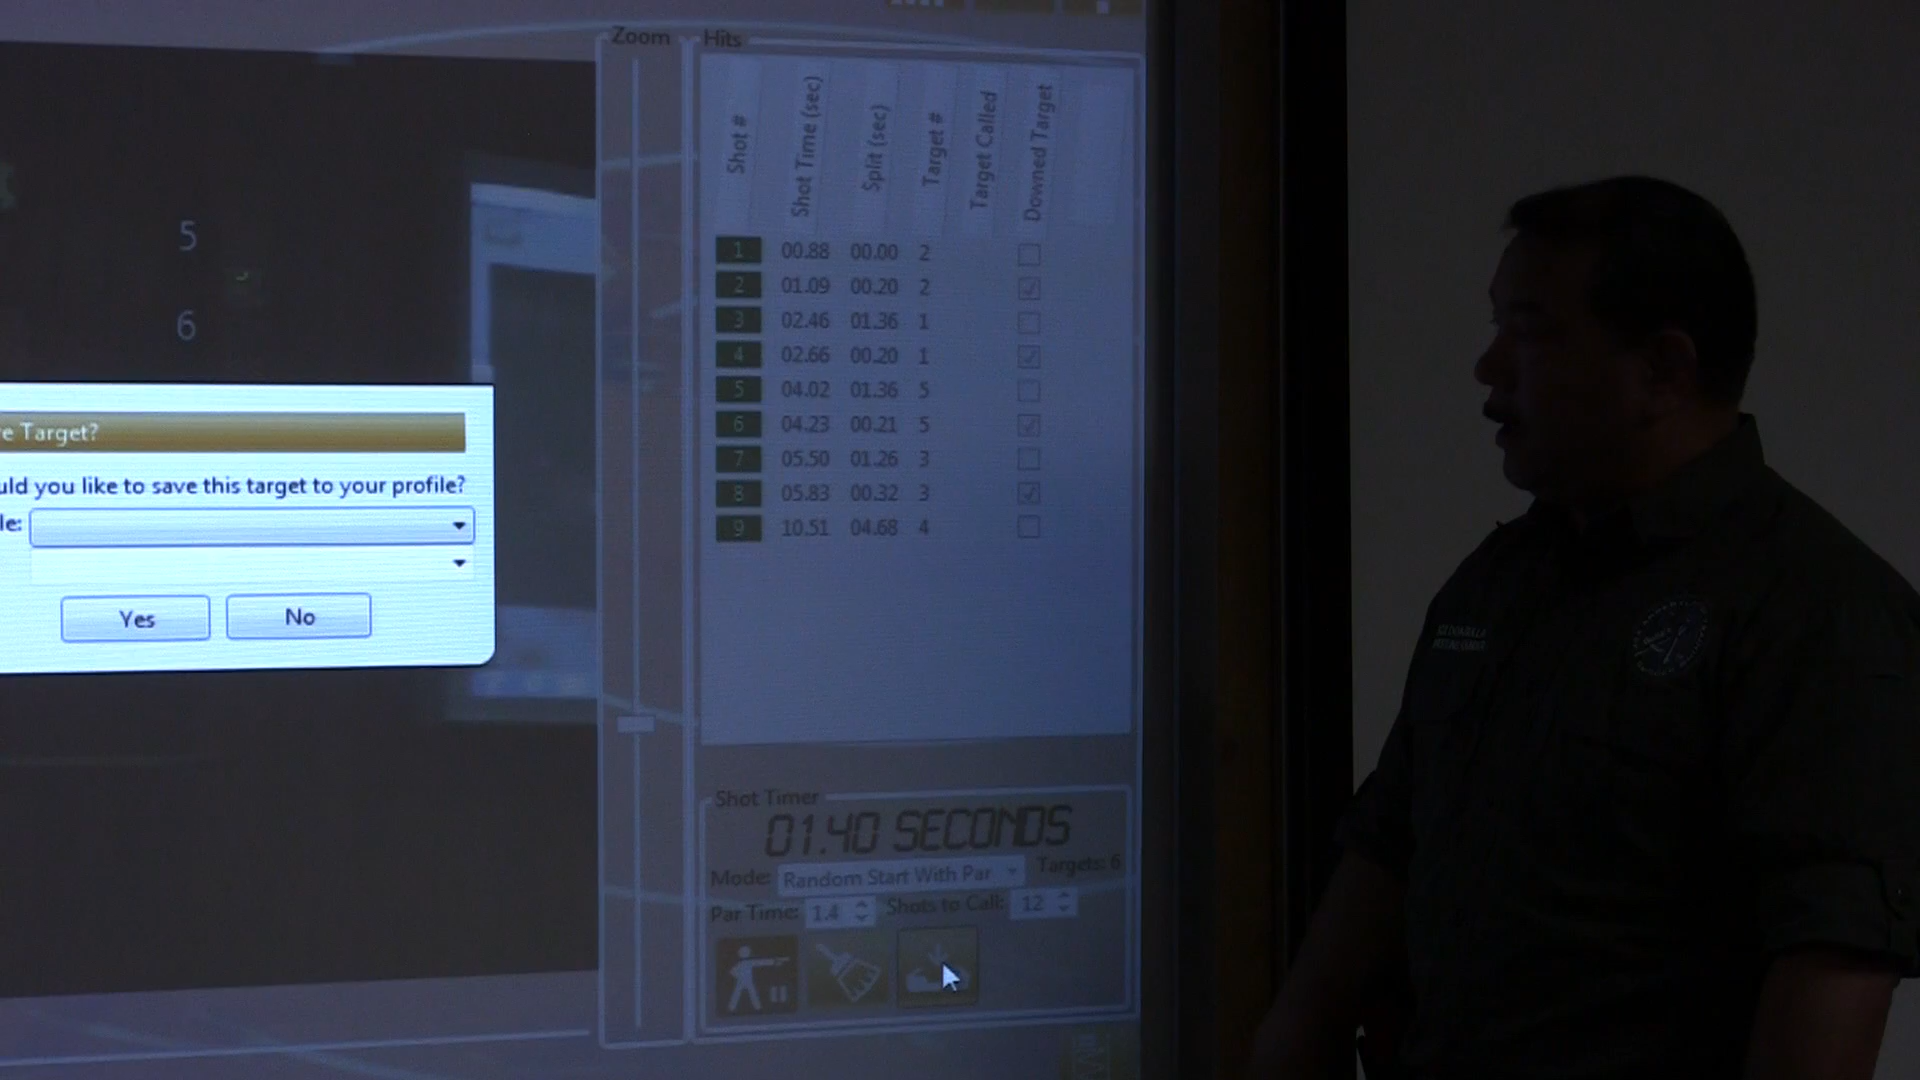 Zoom
Hits
Shot #
Shot Time (sec)
Split (sec)
Target #
Target Called
Downed Target
1 00.88 00.00 2
2 01.09 00.20 2
3 02.46 01.36 1
4 02.66 00.20 1
5 04.02 01.36 5
6 04.23 00.21 5
7 05.50 01.26 3
8 05.83 00.32 3
9 10.51 04.68 4
5
6
e Target?
uld you like to save this target to your profile?
le:
Yes No
Shot Timer
01.40 SECONDS
Mode: Random Start With Par Targets: 6
Par Time: 1.4 Shots to Call: 12